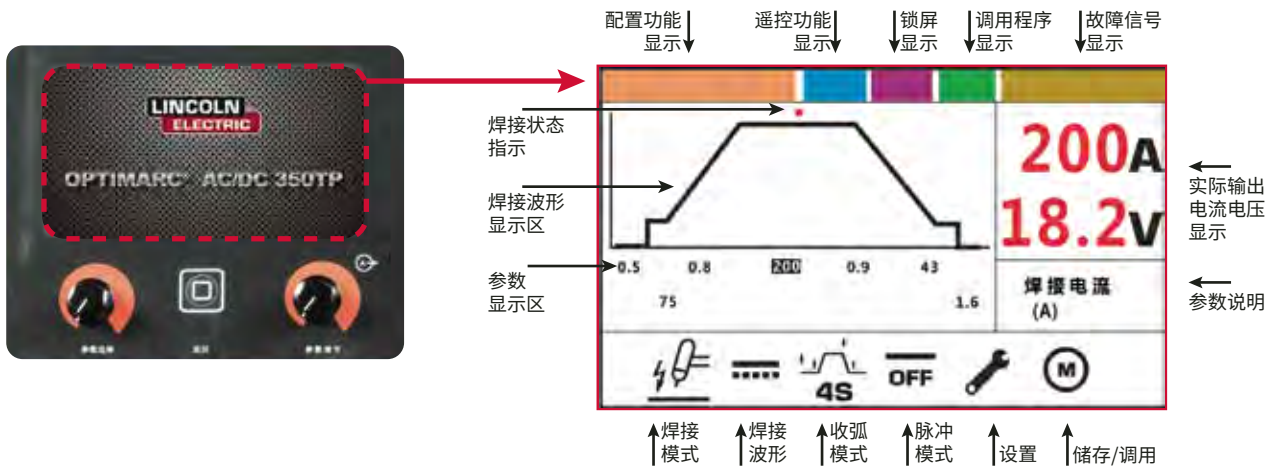 配置功能
显示
遥控功能
显示
锁屏
显示
调用程序
显示
故障信号
显示
LINCOLN
ELECTRIC
OPTIMARC® AC/DC 350TP
焊接状态
指示
焊接波形
显示区
参数
显示区
200A
18.2V
实际输出
电流电压
显示
0.5 0.8 200 0.9 43
75 1.6
焊接电流
(A)
参数说明
4S
OFF
M
焊接
模式
焊接
波形
收弧
模式
脉冲
模式
设置
储存/调用